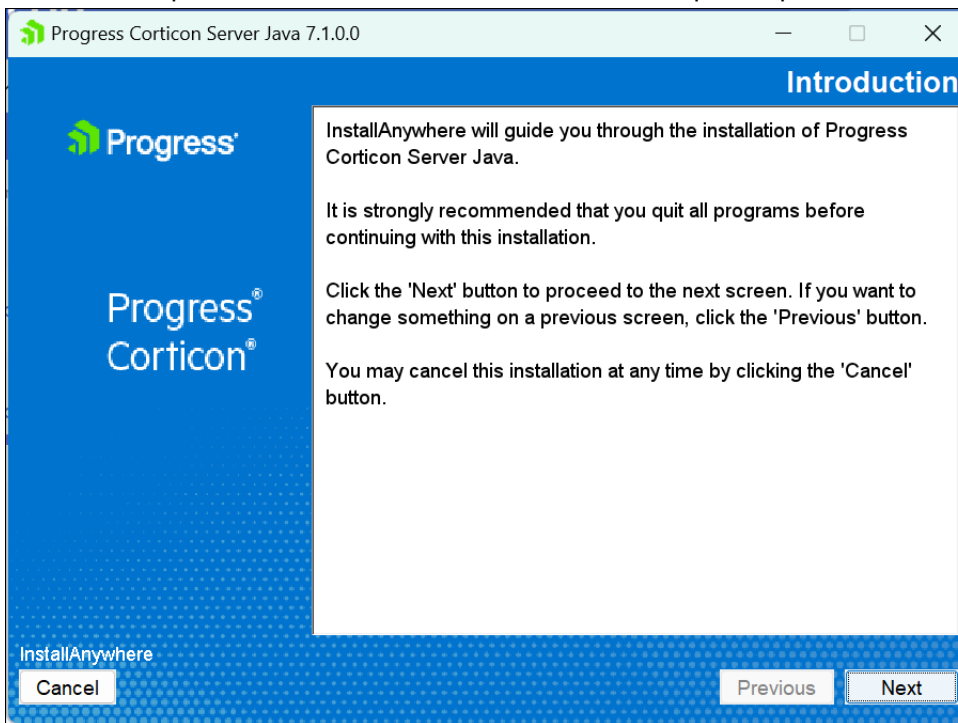 Progress Corticon Server Java 7.1.0.0
Introduction
Progress
Progress®
Corticon®
InstallAnywhere will guide you through the installation of Progress
Corticon Server Java.
It is strongly recommended that you quit all programs before
continuing with this installation.
Click the 'Next' button to proceed to the next screen. If you want to
change something on a previous screen, click the 'Previous' button.
You may cancel this installation at any time by clicking the 'Cancel'
button.
InstallAnywhere
Cancel
Previous
Next